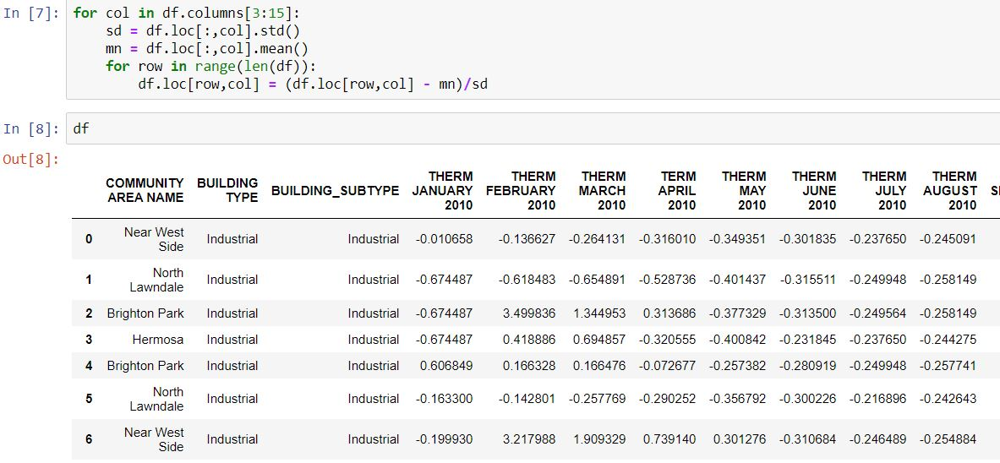 In [7]: for col in df.columns[3:15]:
    sd = df.loc[:,col].std()
    mn = df.loc[:,col].mean()
    for row in range(len(df)):
        df.loc[row,col] = (df.loc[row,col] - mn)/sd
In [8]: df
Out[8]:
COMMUNITY AREA NAME BUILDING TYPE BUILDING_SUBTYPE THERM JANUARY 2010 THERM FEBRUARY 2010 THERM MARCH 2010 TERM APRIL 2010 THERM MAY 2010 THERM JUNE 2010 THERM JULY 2010 THERM AUGUST 2010
0 Near West Side Industrial Industrial -0.010658 -0.136627 -0.264131 -0.316010 -0.349351 -0.301835 -0.237650 -0.245091
1 North Lawndale Industrial Industrial -0.674487 -0.618483 -0.654891 -0.528736 -0.401437 -0.315511 -0.249948 -0.258149
2 Brighton Park Industrial Industrial -0.674487 3.499836 1.344953 0.313686 -0.377329 -0.313500 -0.249564 -0.258149
3 Hermosa Industrial Industrial -0.674487 0.418886 0.694857 -0.320555 -0.400842 -0.231845 -0.237650 -0.244275
4 Brighton Park Industrial Industrial 0.606849 0.166328 0.166476 -0.072677 -0.257382 -0.280919 -0.249948 -0.257741
5 North Lawndale Industrial Industrial -0.163300 -0.142801 -0.257769 -0.290252 -0.356792 -0.300226 -0.216896 -0.242643
6 Near West Side Industrial Industrial -0.199930 3.217988 1.909329 0.739140 0.301276 -0.310684 -0.246489 -0.254884